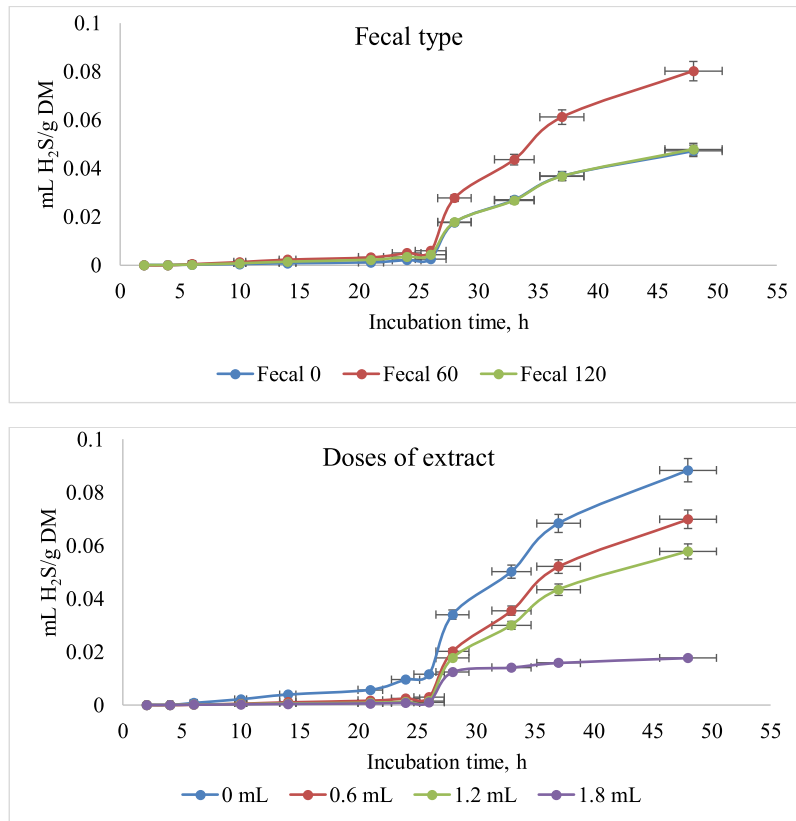 Fecal type
mL H₂S/g DM
0.1
0.08
0.06
0.04
0.02
0
0 5 10 15 20 25 30 35 40 45 50 55
Incubation time, h
Fecal 0 Fecal 60 Fecal 120
Doses of extract
mL H₂S/g DM
0.1
0.08
0.06
0.04
0.02
0
0 5 10 15 20 25 30 35 40 45 50 55
Incubation time, h
0 mL 0.6 mL 1.2 mL 1.8 mL